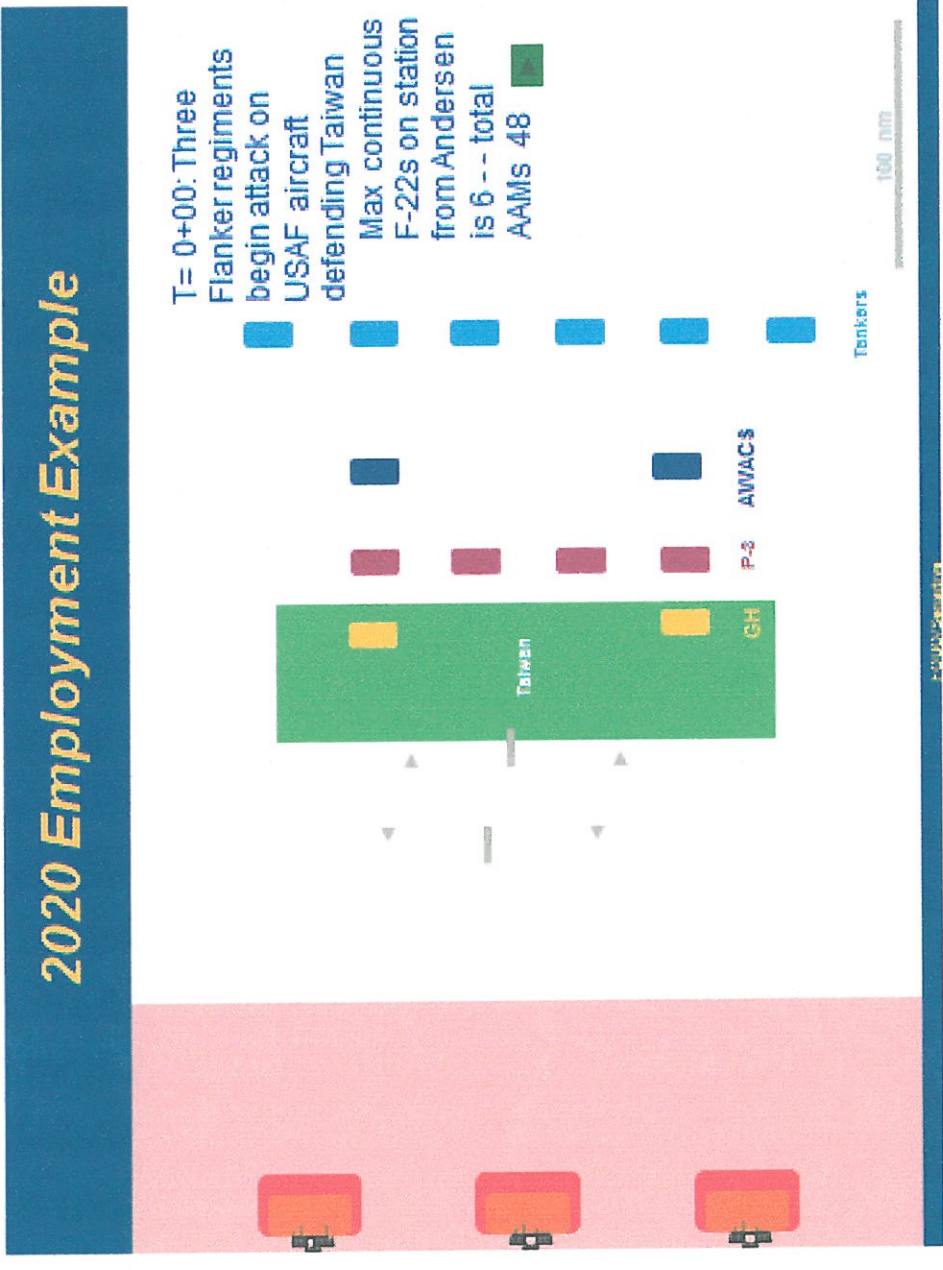 2020 Employment Example
T= 0+00: Three
Flanker regiments
begin attack on
USAF aircraft
defending Taiwan
Max continuous
F-22s on station
from Andersen
is 6 - - total
AAMs 48
Taiwan
GH
P-3
AWACS
Tankers
100 nm